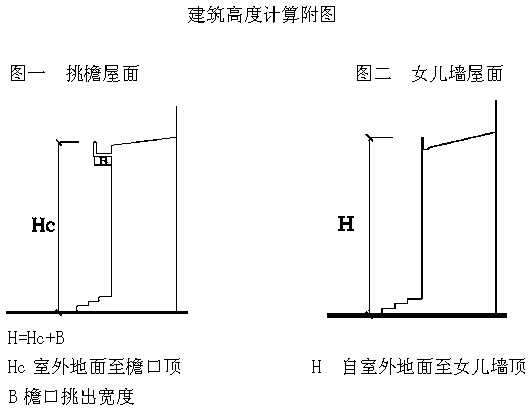 建筑高度计算附图
图一 挑檐屋面
图二 女儿墙屋面
B
Hc
H
H=Hc+B
Hc 室外地面至檐口顶
H 自室外地面至女儿墙顶
B 檐口挑出宽度